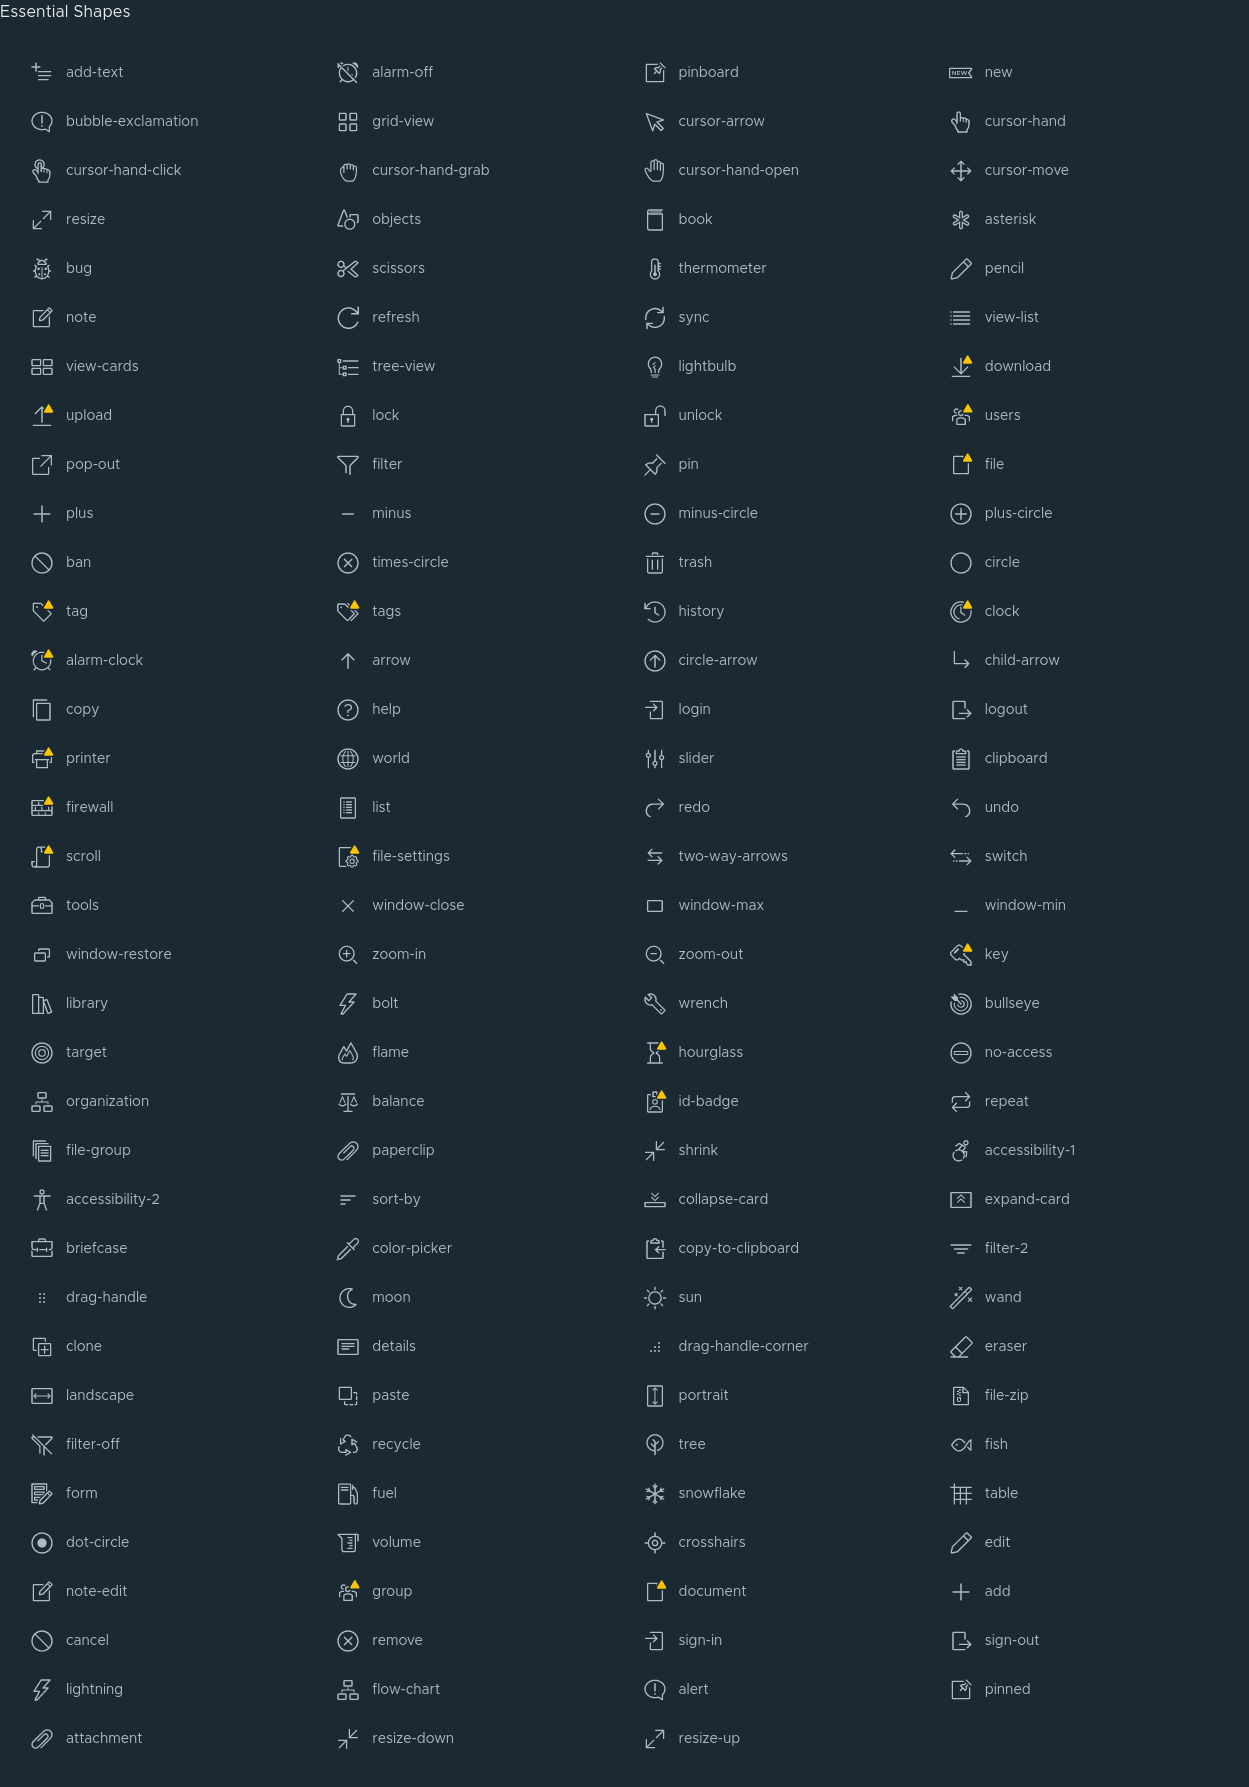 Essential Shapes
add-text alarm-off pinboard new
bubble-exclamation grid-view cursor-arrow cursor-hand
cursor-hand-click cursor-hand-grab cursor-hand-open cursor-move
resize objects book asterisk
bug scissors thermometer pencil
note refresh sync view-list
view-cards tree-view lightbulb download
upload lock unlock users
pop-out filter pin file
plus minus minus-circle plus-circle
ban times-circle trash circle
tag tags history clock
alarm-clock arrow circle-arrow child-arrow
copy help login logout
printer world slider clipboard
firewall list redo undo
scroll file-settings two-way-arrows switch
tools window-close window-max window-min
window-restore zoom-in zoom-out key
library bolt wrench bullseye
target flame hourglass no-access
organization balance id-badge repeat
file-group paperclip shrink accessibility-1
accessibility-2 sort-by collapse-card expand-card
briefcase color-picker copy-to-clipboard filter-2
drag-handle moon sun wand
clone details drag-handle-corner eraser
landscape paste portrait file-zip
filter-off recycle tree fish
form fuel snowflake table
dot-circle volume crosshairs edit
note-edit group document add
cancel remove sign-in sign-out
lightning flow-chart alert pinned
attachment resize-down resize-up